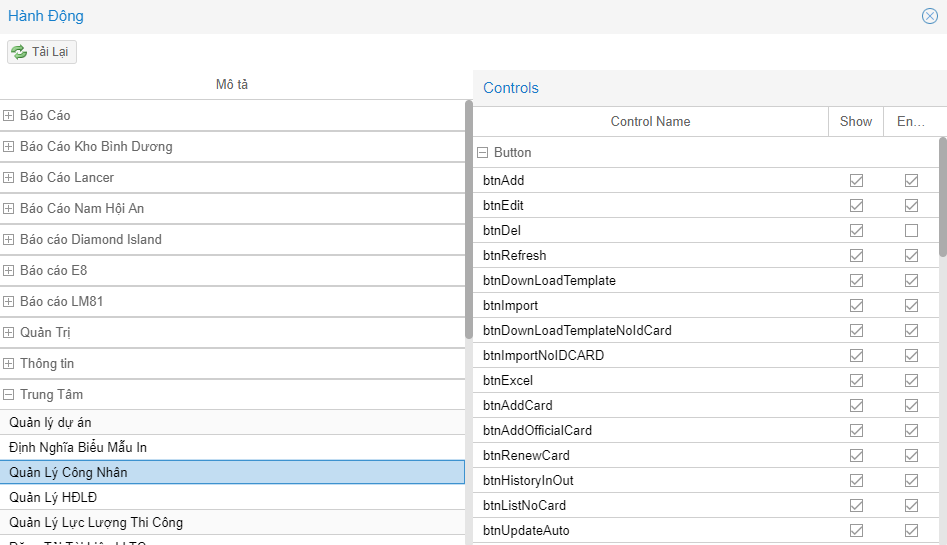 Hành Động
Tải Lại
Mô tả
Báo Cáo
Báo Cáo Kho Bình Dương
Báo Cáo Lancer
Báo Cáo Nam Hội An
Báo cáo Diamond Island
Báo cáo E8
Báo cáo LM81
Quản Trị
Thông tin
Trung Tâm
Quản lý dự án
Định Nghĩa Biểu Mẫu In
Quản Lý Công Nhân
Quản Lý HĐLĐ
Quản Lý Lực Lượng Thi Công
Controls
Control Name Show En...
Button
btnAdd
btnEdit
btnDel
btnRefresh
btnDownLoadTemplate
btnImport
btnDownLoadTemplateNoIdCard
btnImportNoIDCARD
btnExcel
btnAddCard
btnAddOfficialCard
btnRenewCard
btnHistoryInOut
btnListNoCard
btnUpdateAuto